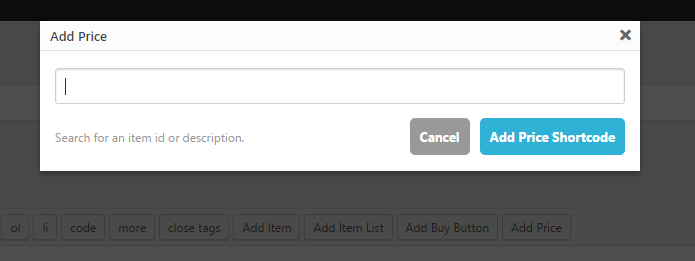 Add Price
Search for an item id or description.
Cancel
Add Price Shortcode
ol
li
code
more
close tags
Add Item
Add Item List
Add Buy Button
Add Price